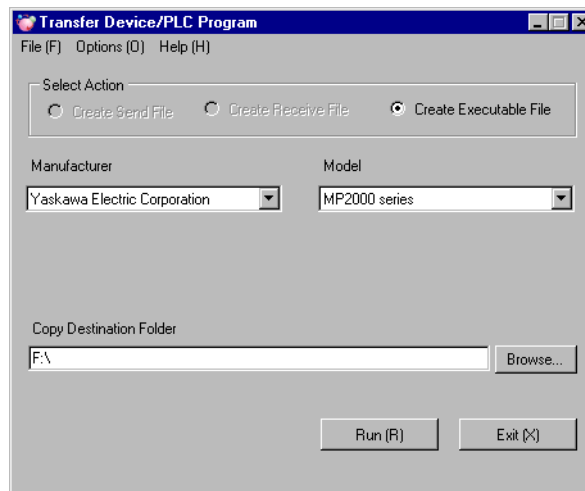 Transfer Device/PLC Program
File (F) Options (O) Help (H)
Select Action
Create Send File Create Receive File Create Executable File
Manufacturer Model
Yaskawa Electric Corporation MP2000 series
Copy Destination Folder
F:\ Browse...
Run (R) Exit (X)